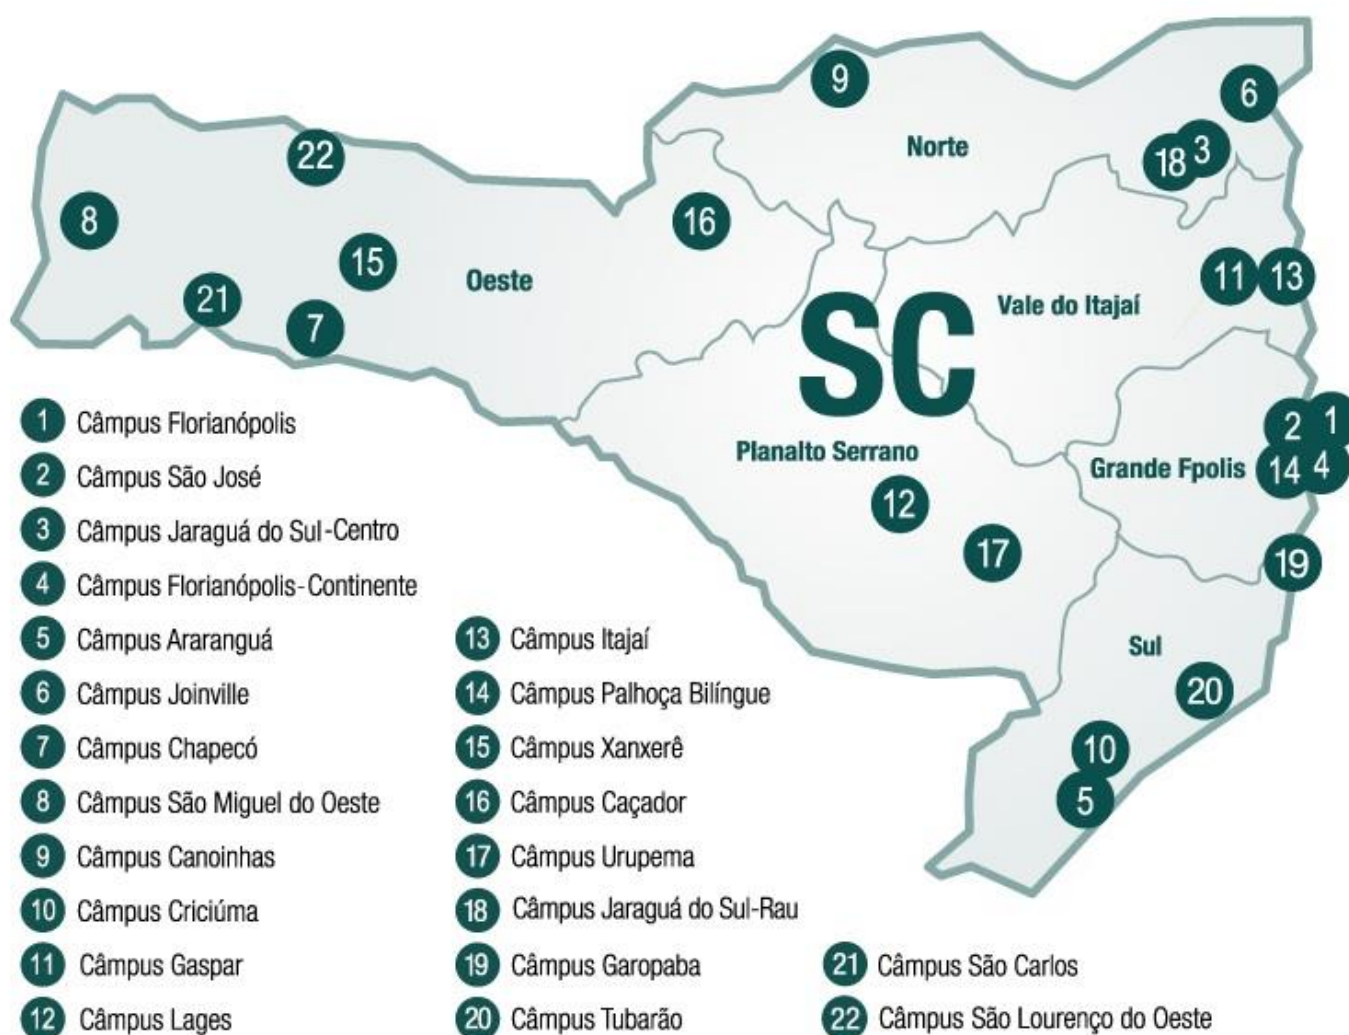 9
6
Norte
18
3
22
8
16
15
Oeste
11
13
21
Vale do Itajaí
7
SC
1 Câmpus Florianópolis
2
1
Planalto Serrano
Grande Fpolis
14
4
2 Câmpus São José
12
3 Câmpus Jaraguá do Sul-Centro
17
19
4 Câmpus Florianópolis-Continente
5 Câmpus Araranguá
13 Câmpus Itajaí
Sul
6 Câmpus Joinville
14 Câmpus Palhoça Bilíngue
20
7 Câmpus Chapecó
15 Câmpus Xanxerê
10
8 Câmpus São Miguel do Oeste
16 Câmpus Caçador
5
9 Câmpus Canoinhas
17 Câmpus Urupema
10 Câmpus Criciúma
18 Câmpus Jaraguá do Sul-Rau
11 Câmpus Gaspar
19 Câmpus Garopaba
21 Câmpus São Carlos
12 Câmpus Lages
20 Câmpus Tubarão
22 Câmpus São Lourenço do Oeste